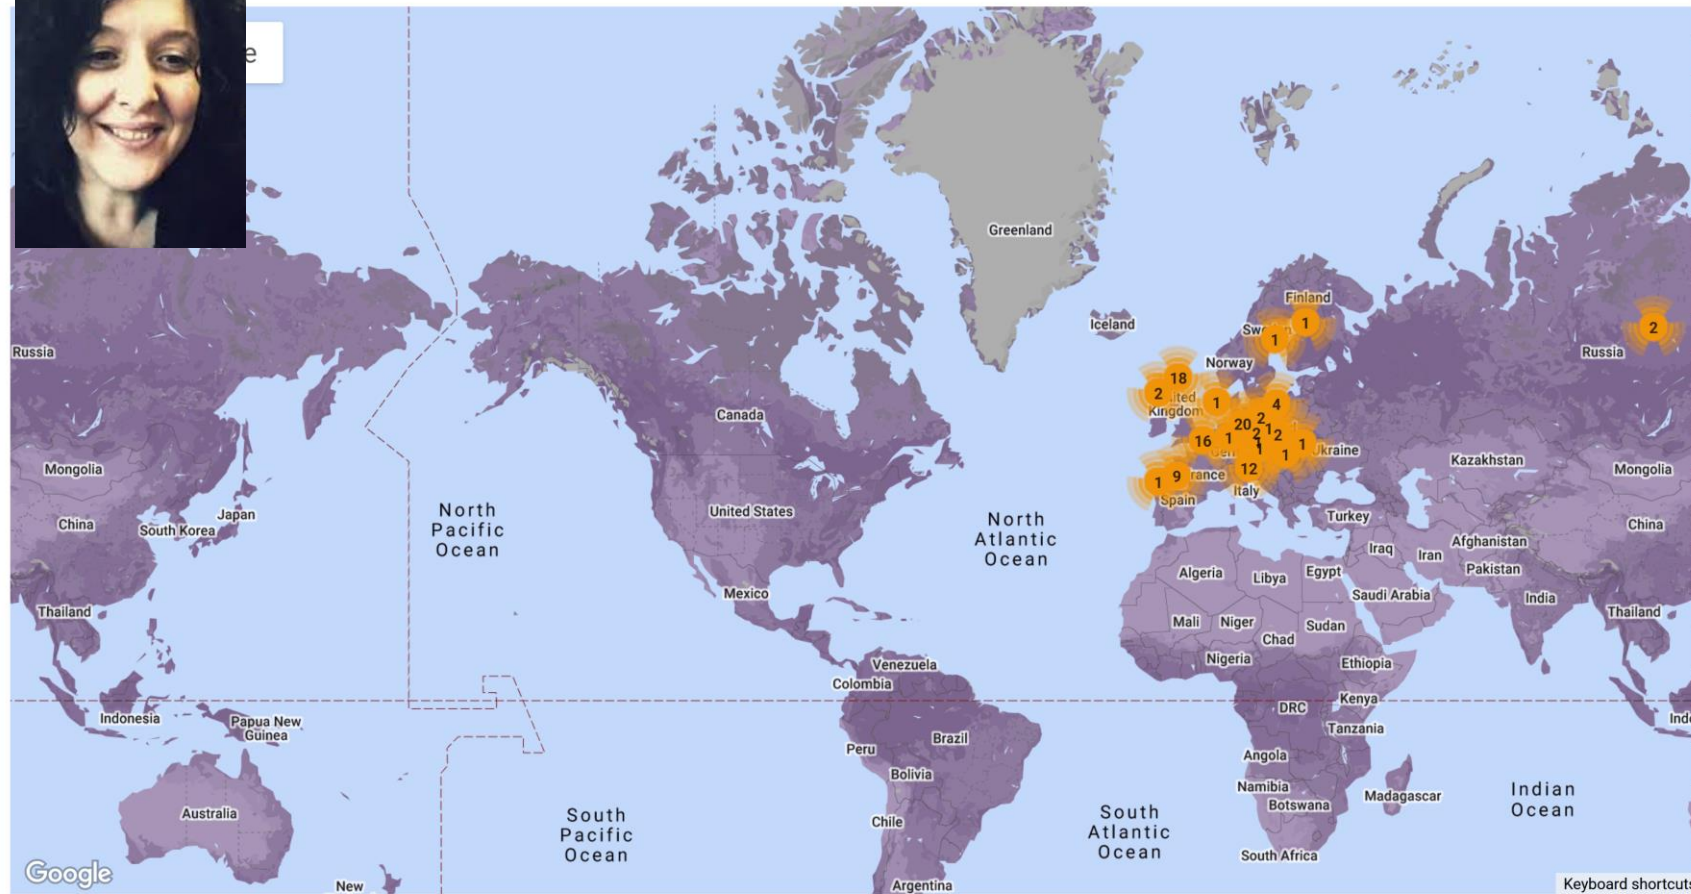 e
Greenland
Finland
1
Iceland
Sw
1
2
Russia
Russia
Norway
18
2
ited
Kingdom
1
4
Canada
2
20
1
2
2
16
1
1
1
1
Ukraine
Ger
Kazakhstan
Mongolia
Mongolia
12
1
9
rance
Italy
Spain
North
Pacific
Ocean
United States
North
Atlantic
Ocean
Turkey
China
Japan
South Korea
China
Iraq
Iran
Afghanistan
Pakistan
Algeria
Libya
Egypt
Saudi Arabia
India
Mexico
Thailand
Thailand
Mali
Niger
Chad
Sudan
Nigeria
Ethiopia
Venezuela
Colombia
Kenya
DRC
Indonesia
Papua New
Guinea
Indo
Tanzania
Peru
Brazil
Angola
Bolivia
Namibia
Botswana
Madagascar
Indian
Ocean
Australia
South
Pacific
Ocean
Chile
South
Atlantic
Ocean
South Africa
Google
New
Argentina
Keyboard shortcuts